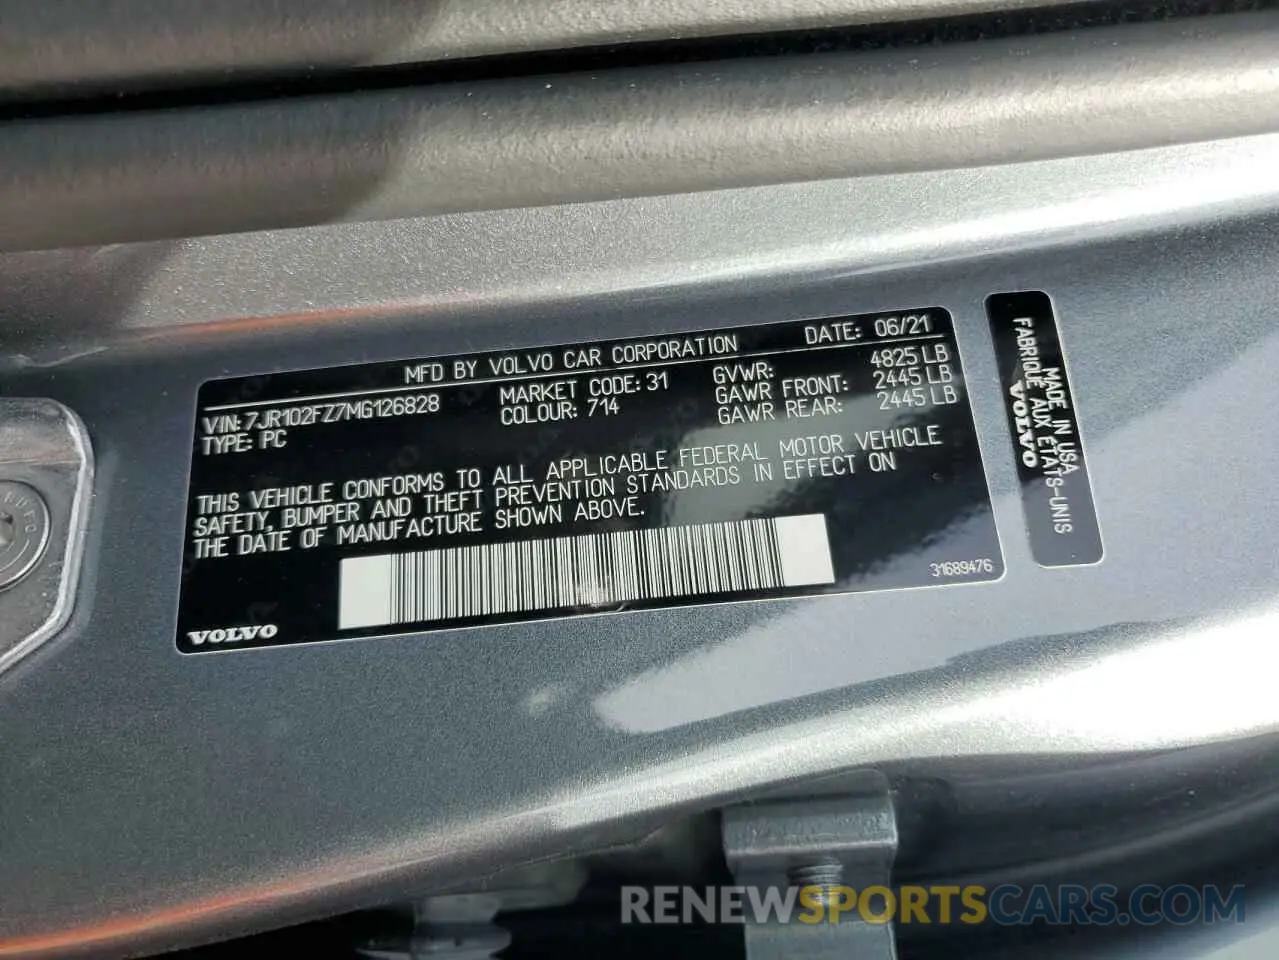 MFD BY VOLVO CAR CORPORATION DATE: 06/21
VIN: 7JR102FZ7MG126828 MARKET CODE: 31 GVWR: 4825 LB
TYPE: PC COLOUR: 714 GAWR FRONT: 2445 LB
GAWR REAR: 2445 LB
THIS VEHICLE CONFORMS TO ALL APPLICABLE FEDERAL MOTOR VEHICLE
SAFETY, BUMPER AND THEFT PREVENTION STANDARDS IN EFFECT ON
THE DATE OF MANUFACTURE SHOWN ABOVE.
31689476
VOLVO
MADE IN USA
FABRIQUE AUX ETATS-UNIS
VOLVO
RENEWSPORTSCARS.COM